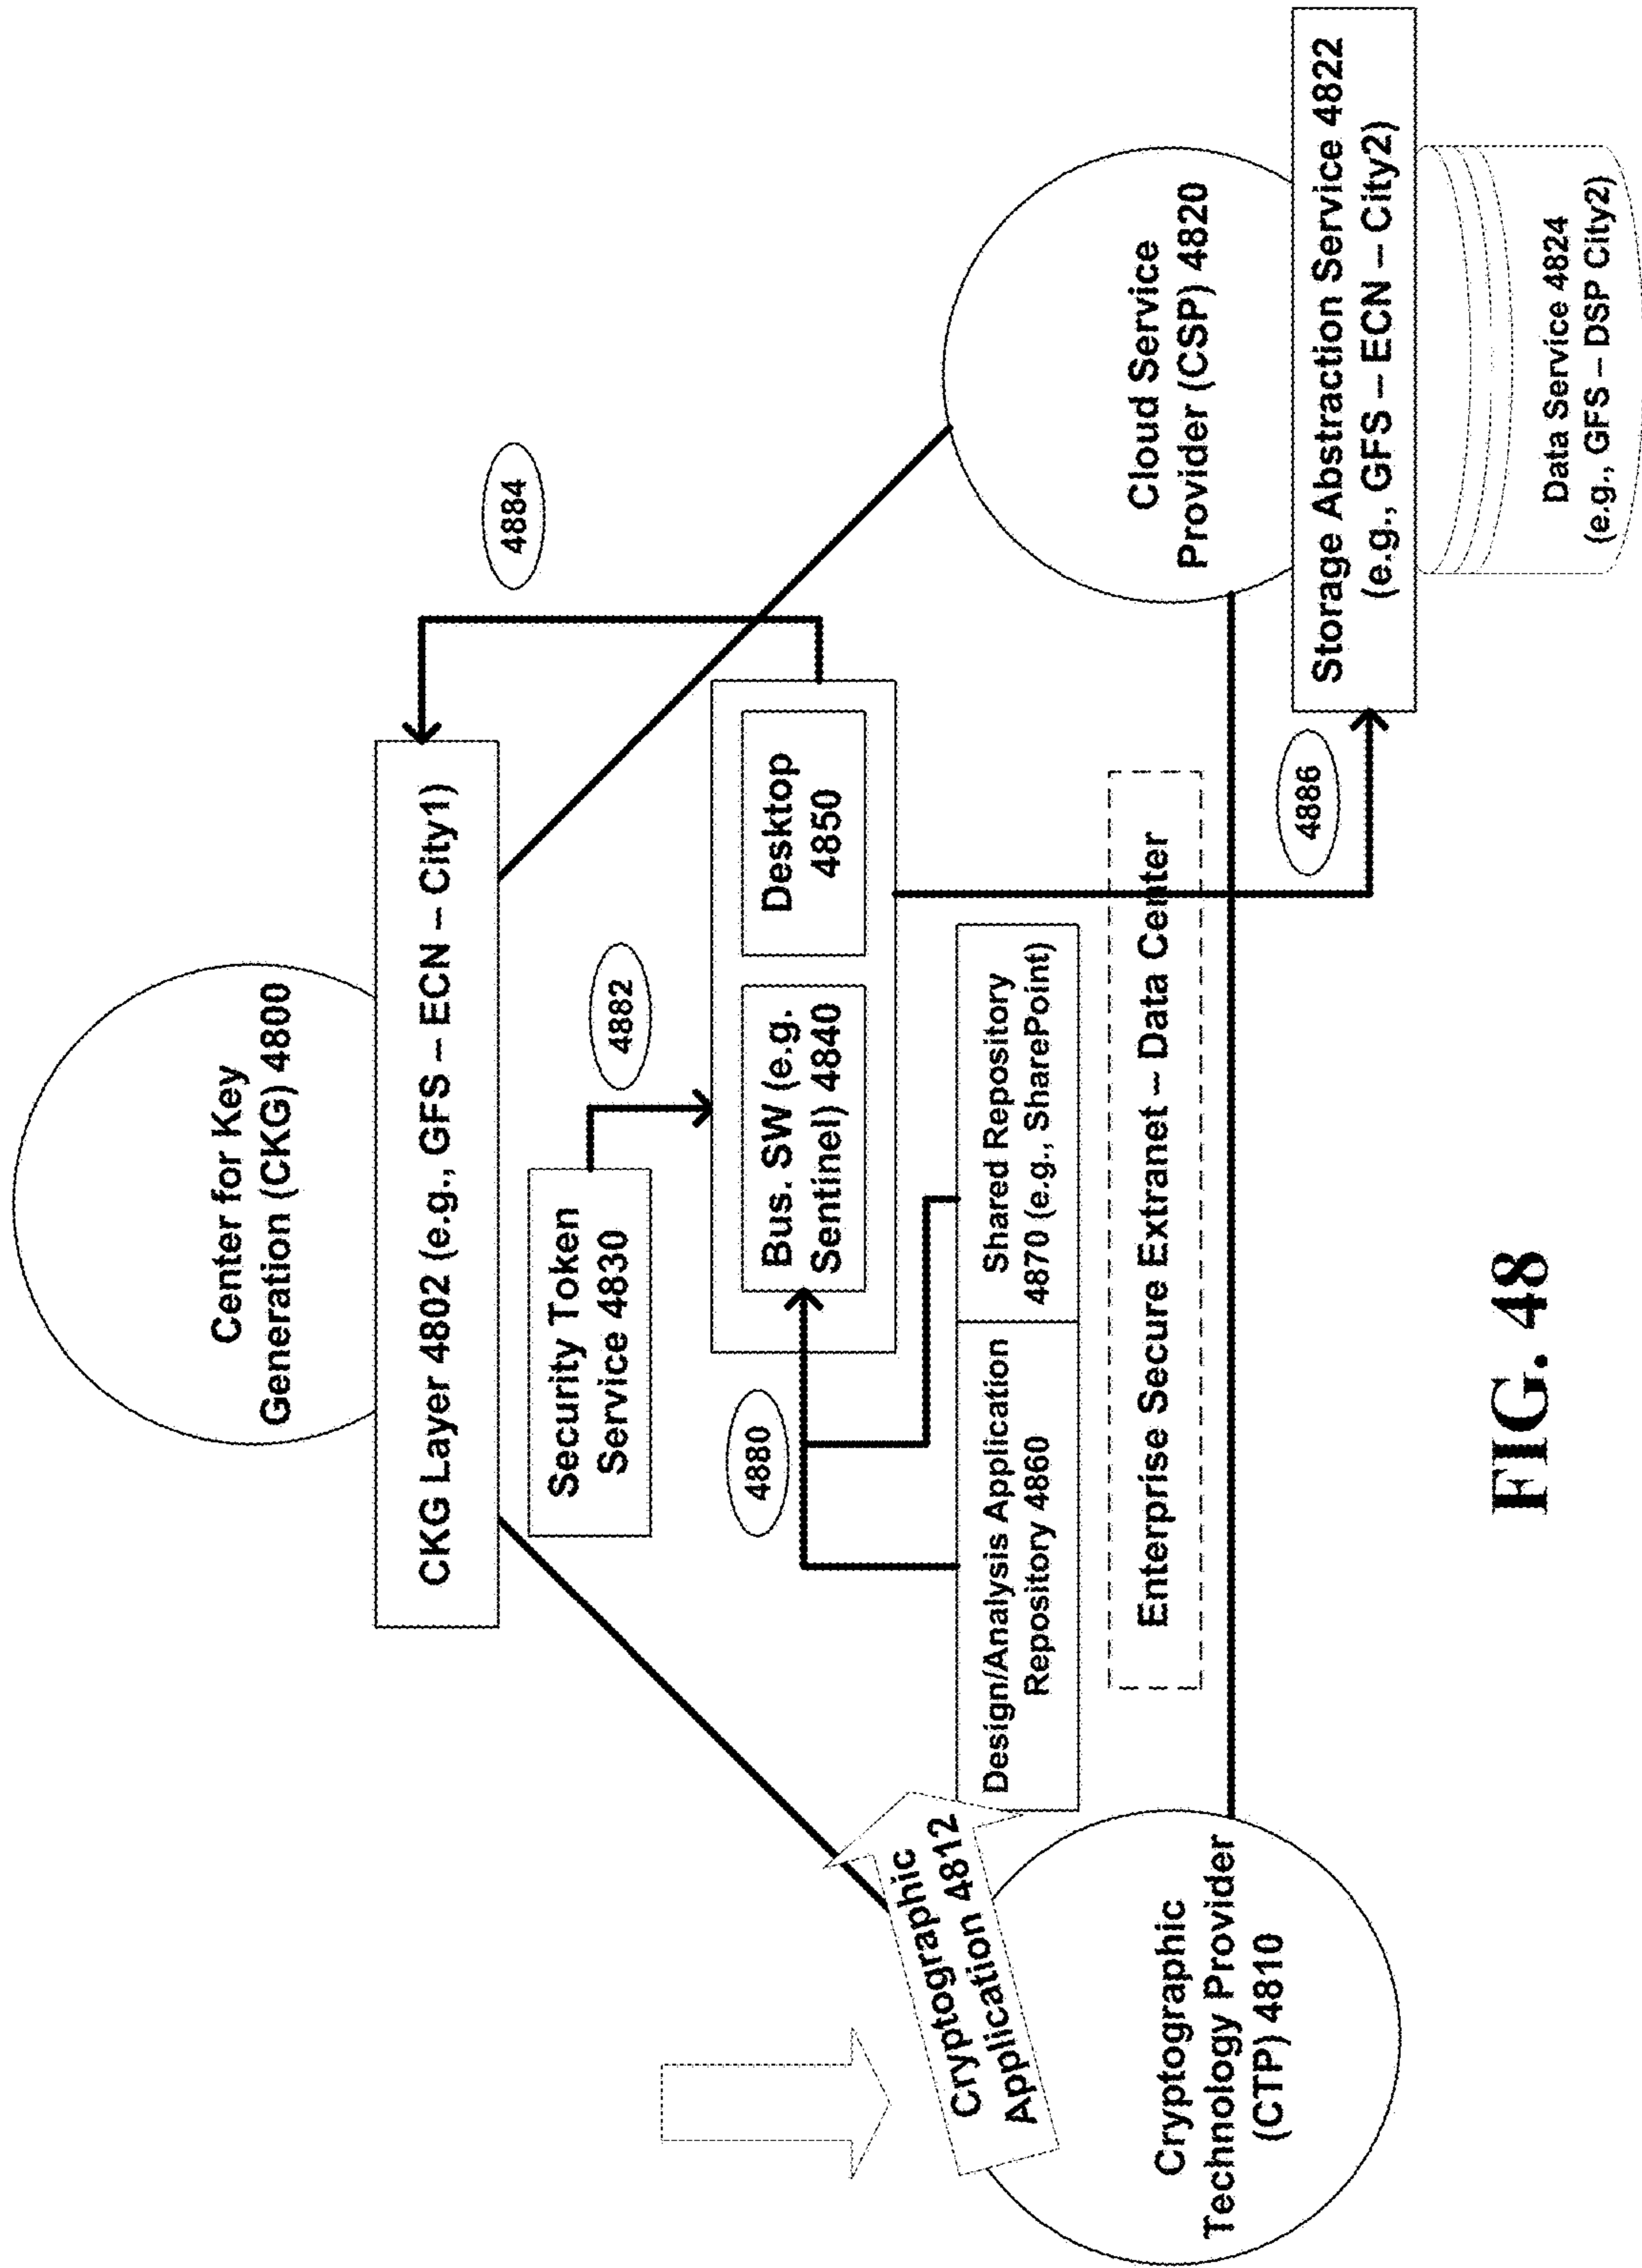 Center for Key
Generation (CKG) 4800
CKG Layer 4802 (e.g., GFS – ECN – City1)
4884
Security Token
Service 4830
4882
4880
Bus. SW (e.g.
Sentinel) 4840
Desktop
4850
Cryptographic
Application 4812
Design/Analysis Application
Repository 4860
Shared Repository
4870 (e.g., SharePoint)
Enterprise Secure Extranet – Data Center
4886
Cryptographic
Technology Provider
(CTP) 4810
Cloud Service
Provider (CSP) 4820
Storage Abstraction Service 4822
(e.g., GFS – ECN – City2)
Data Service 4824
(e.g., GFS – DSP City2)
FIG. 48